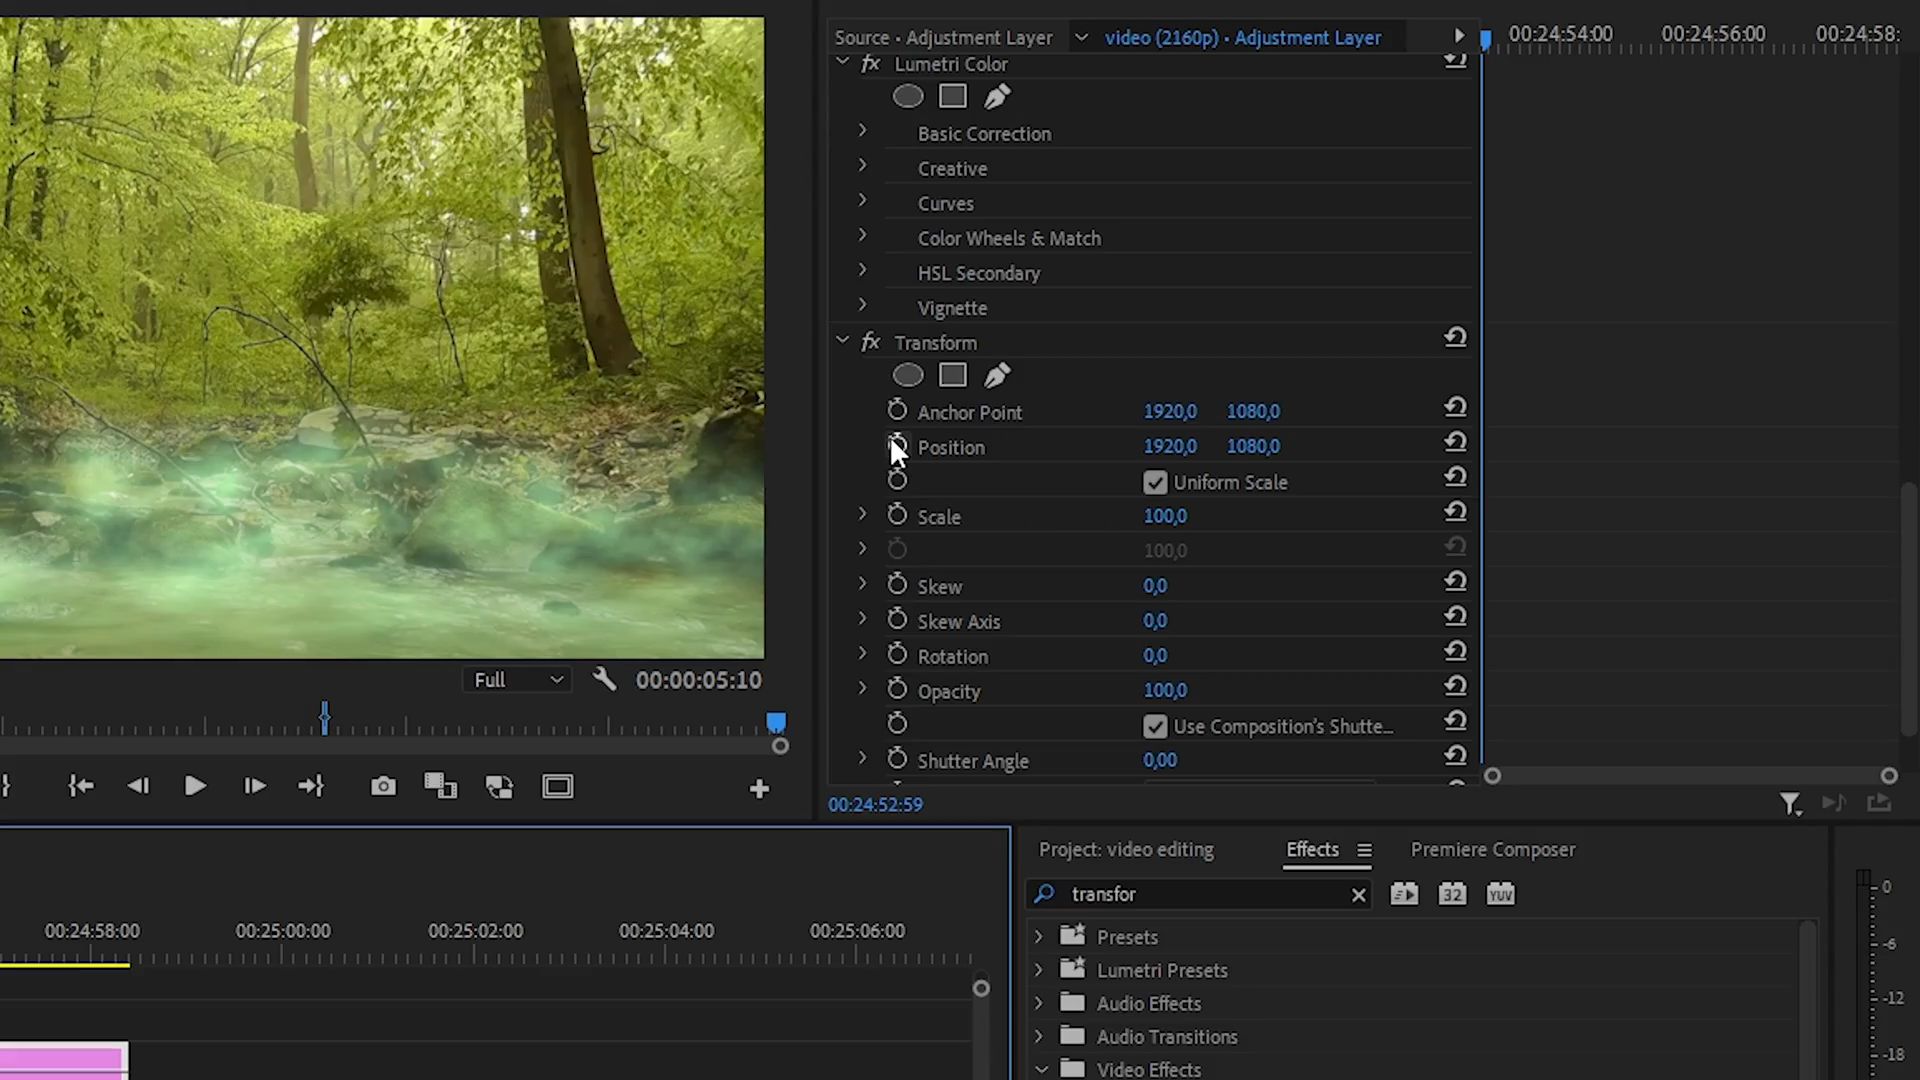 Source • Adjustment Layer
video (2160p) • Adjustment Layer
00:24:54:00
00:24:56:00
00:24:58:
fx Lumetri Color
Basic Correction
Creative
Curves
Color Wheels & Match
HSL Secondary
Vignette
fx Transform
Anchor Point 1920,0 1080,0
Position 1920,0 1080,0
Uniform Scale
Scale 100,0
100,0
Skew 0,0
Skew Axis 0,0
Rotation 0,0
Opacity 100,0
Use Composition's Shutte...
Shutter Angle 0,00
00:24:52:59
Full
00:00:05:10
Project: video editing
Effects
Premiere Composer
transfor
32
YUV
Presets
Lumetri Presets
Audio Effects
Audio Transitions
Video Effects
00:24:58:00
00:25:00:00
00:25:02:00
00:25:04:00
00:25:06:00
0
-6
-12
-18